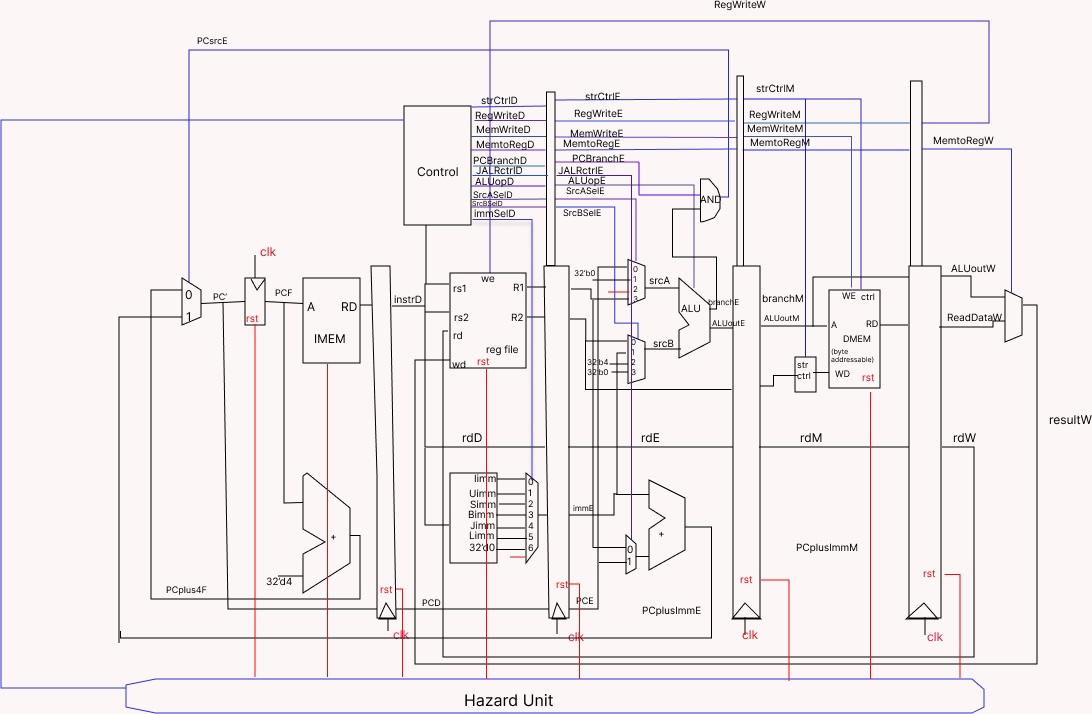 RegWriteW
PCsrcE
strCtrlD
strCtrlE
strCtrlM
RegWriteD
RegWriteE
RegWriteM
MemWriteD
MemWriteE
MemWriteM
MemtoRegD
MemtoRegE
MemtoRegM
MemtoRegW
PCBranchD
PCBranchE
Control
JALRctrlD
JALRctrlE
ALUopD
ALUopE
SrcASelD
SrcASelE
SrcBSelD
SrcBSelE
immSelD
AND
clk
0
1
PC'
rst
PCF
A
RD
IMEM
instrD
we
rs1
rs2
rd
wd
R1
R2
reg file
rst
32'b0
0
1
2
3
srcA
ALU
branchE
ALUoutE
srcB
0
1
2
3
32'b4
32'b0
branchM
ALUoutM
WE
ctrl
A
RD
DMEM
(byte
addressable)
WD
rst
str
ctrl
ALUoutW
ReadDataW
resultW
rdD
rdE
rdM
rdW
Iimm
Uimm
Simm
Bimm
Jimm
Limm
32'd0
0
1
2
3
4
5
6
immE
+
0
1
+
32'd4
PCplus4F
PCD
PCE
PCplusImmE
PCplusImmM
rst
rst
rst
rst
clk
clk
clk
clk
Hazard Unit